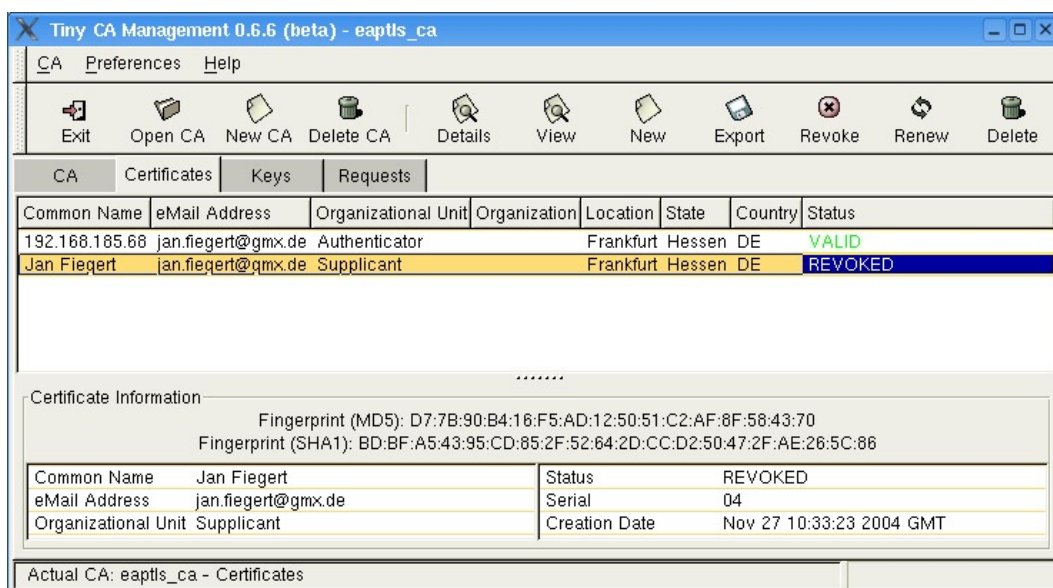 Tiny CA Management 0.6.6 (beta) - eaptls_ca
CA Preferences Help
Exit Open CA New CA Delete CA Details View New Export Revoke Renew Delete
CA Certificates Keys Requests
Common Name eMail Address Organizational Unit Organization Location State Country Status
192.168.185.68 jan.fiegert@gmx.de Authenticator Frankfurt Hessen DE VALID
Jan Fiegert jan.fiegert@gmx.de Supplicant Frankfurt Hessen DE REVOKED
Certificate Information
Fingerprint (MD5): D7:7B:90:B4:16:F5:AD:12:50:51:C2:AF:8F:58:43:70
Fingerprint (SHA1): BD:BF:A5:43:95:CD:85:2F:52:64:2D:CC:D2:50:47:2F:AE:26:5C:86
Common Name Jan Fiegert Status REVOKED
eMail Address jan.fiegert@gmx.de Serial 04
Organizational Unit Supplicant Creation Date Nov 27 10:33:23 2004 GMT
Actual CA: eaptls_ca - Certificates